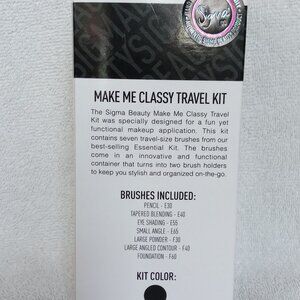 Sigma
MAKE ME CLASSY TRAVEL KIT
The Sigma Beauty Make Me Classy Travel
Kit was specially designed for a fun yet
functional makeup application. This kit
contains seven travel-size brushes from our
best-selling Essential Kit. The brushes
come in an innovative and functional
container that turns into two brush holders
to keep you stylish and organized on-the-go.
BRUSHES INCLUDED:
PENCIL - E30
TAPERED BLENDING - E40
EYE SHADING - E55
SMALL ANGLE - E65
LARGE POWDER - F30
LARGE ANGLED CONTOUR - F40
FOUNDATION - F60
KIT COLOR: